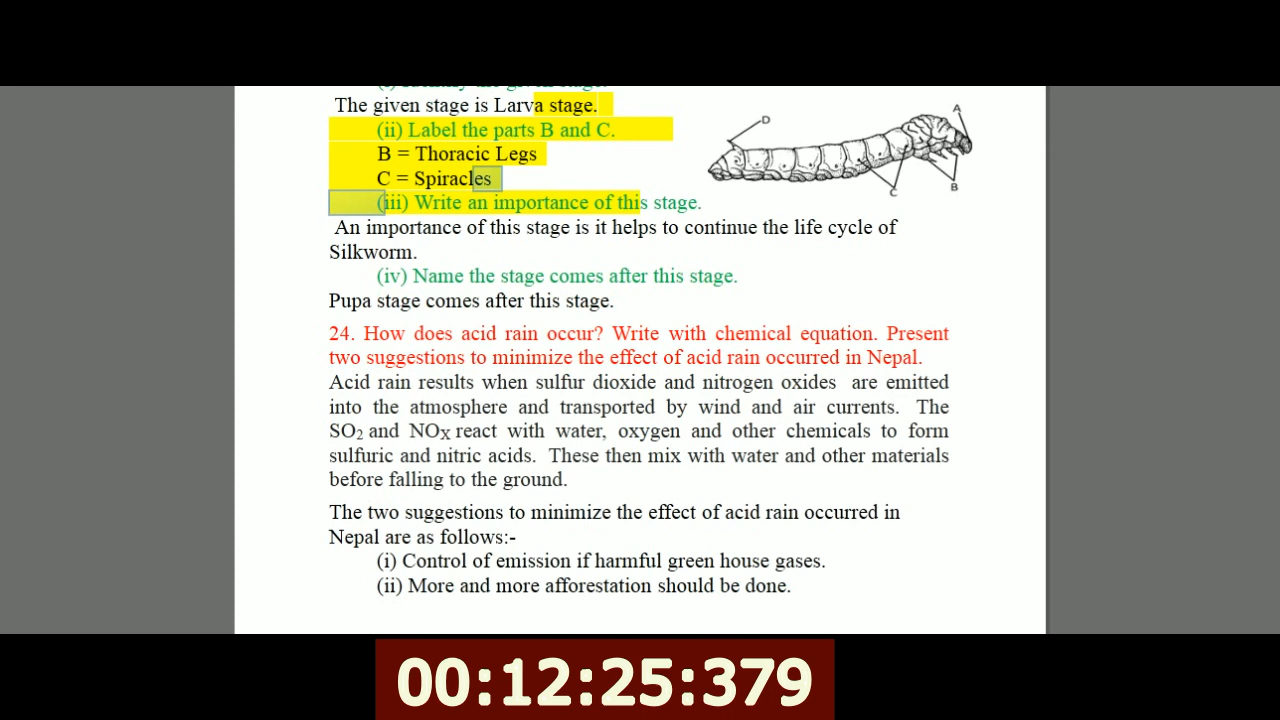 (i) Identify the given stage.
The given stage is Larva stage.
(ii) Label the parts B and C.
B = Thoracic Legs
C = Spiracles
(iii) Write an importance of this stage.
An importance of this stage is it helps to continue the life cycle of
Silkworm.
(iv) Name the stage comes after this stage.
Pupa stage comes after this stage.
D
A
C
B
24. How does acid rain occur? Write with chemical equation. Present
two suggestions to minimize the effect of acid rain occurred in Nepal.
Acid rain results when sulfur dioxide and nitrogen oxides are emitted
into the atmosphere and transported by wind and air currents. The
SO2 and NOX react with water, oxygen and other chemicals to form
sulfuric and nitric acids. These then mix with water and other materials
before falling to the ground.
The two suggestions to minimize the effect of acid rain occurred in
Nepal are as follows:-
(i) Control of emission if harmful green house gases.
(ii) More and more afforestation should be done.
00:12:25:379